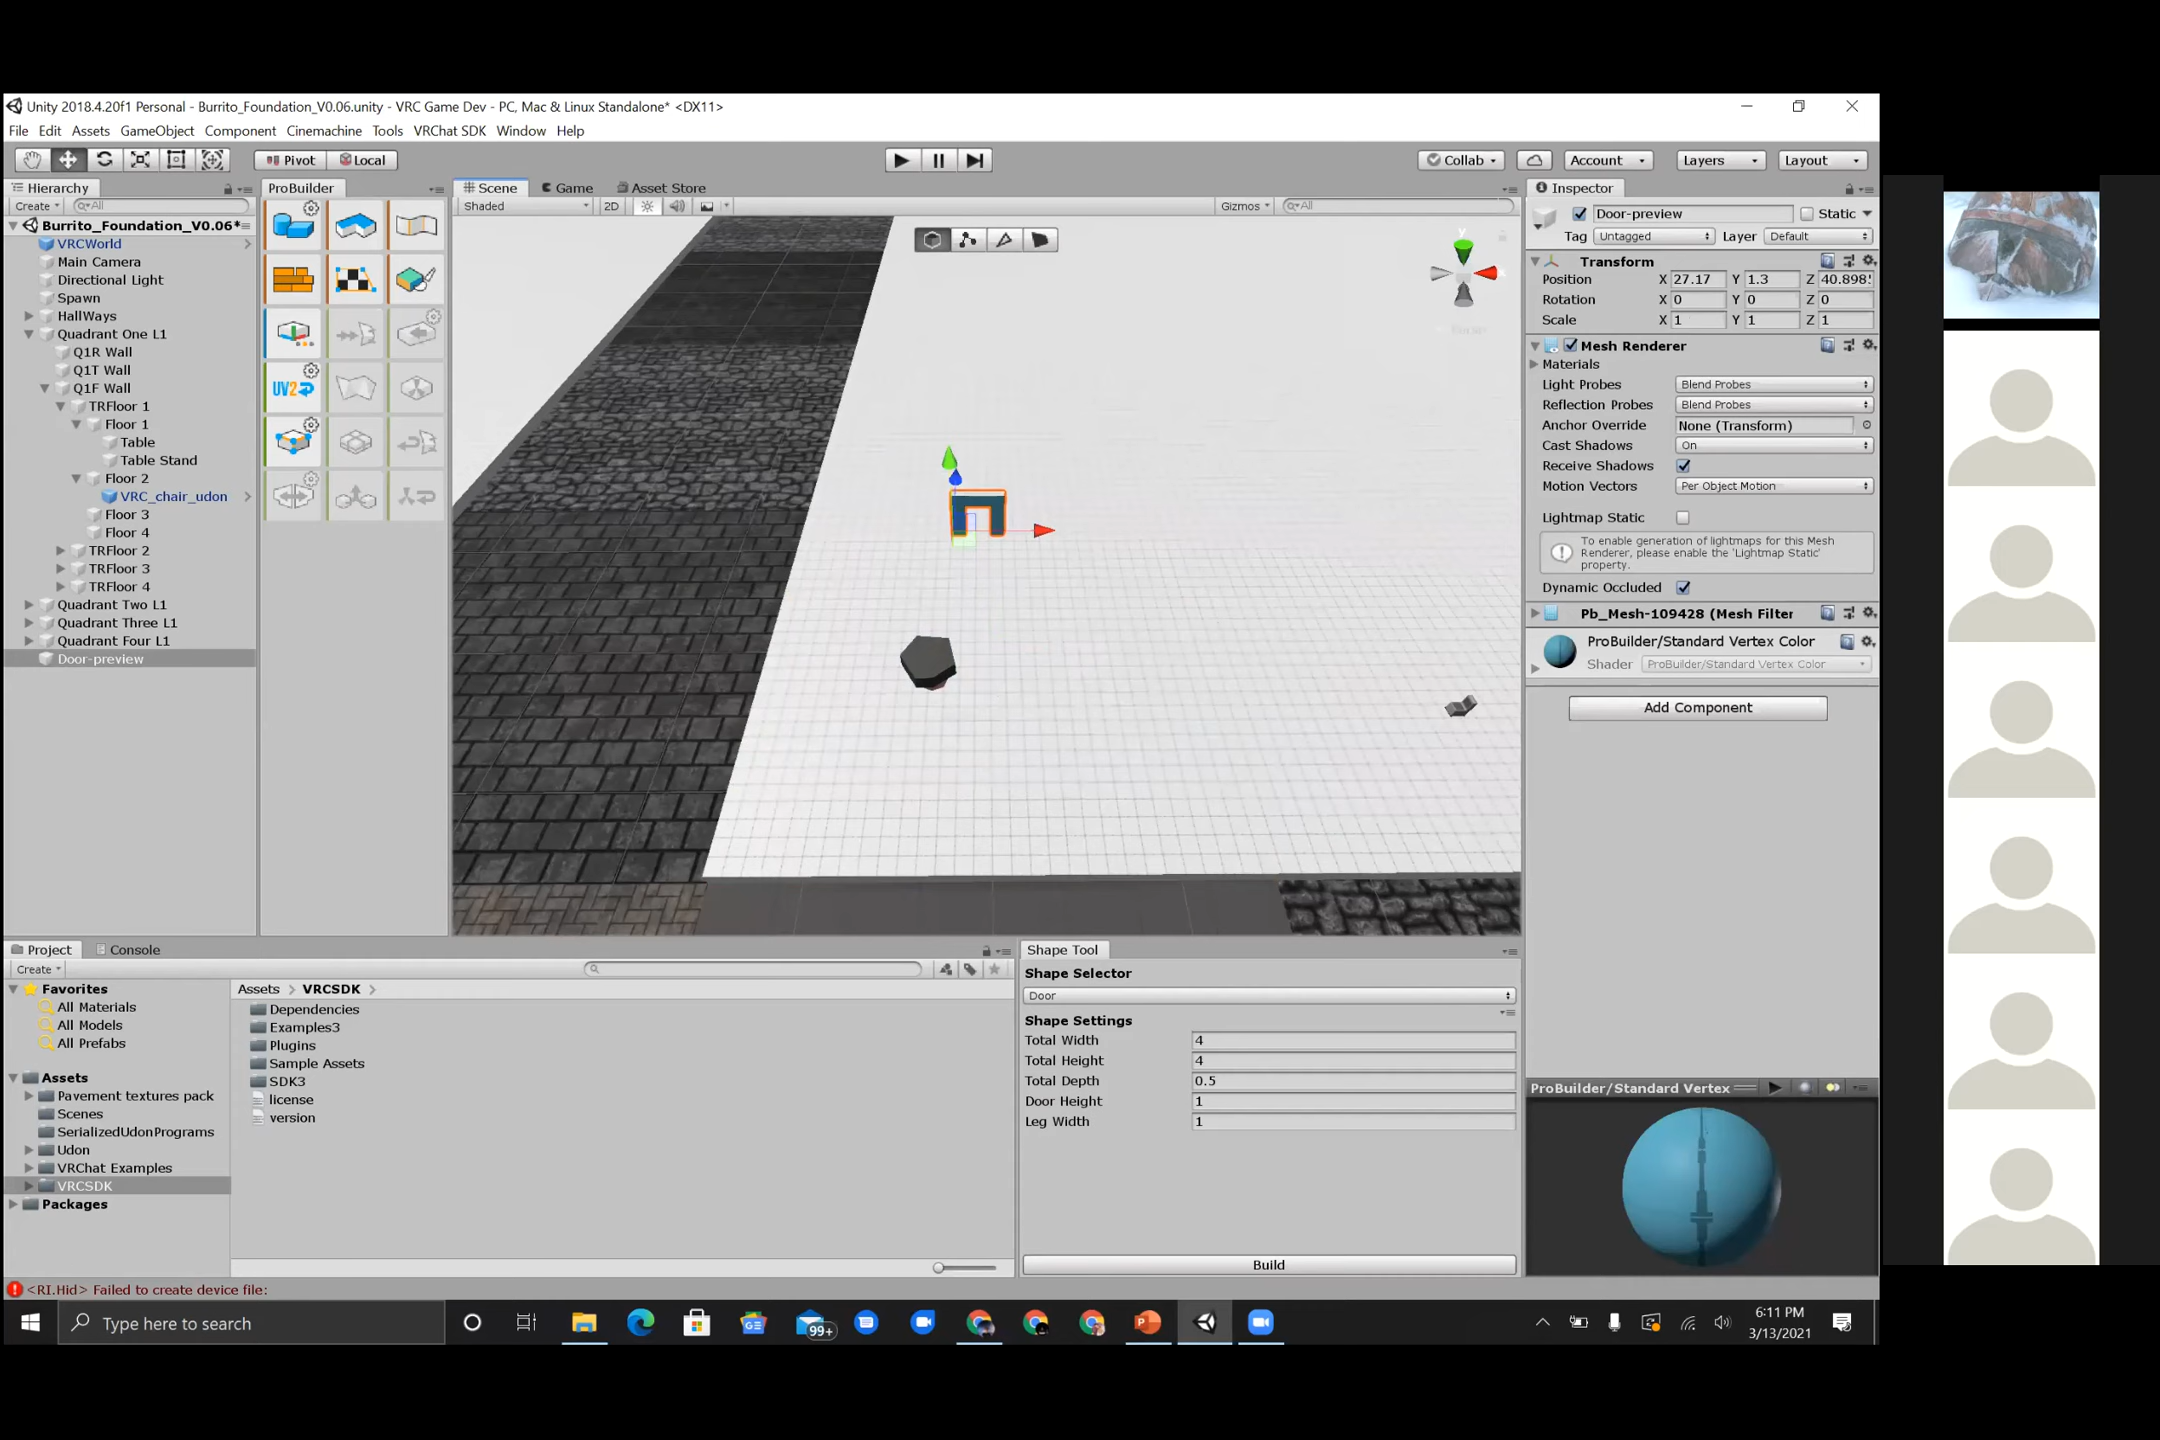 Unity 2018.4.20f1 Personal - Burrito_Foundation_V0.06.unity - VRC Game Dev - PC, Mac & Linux Standalone* <DX11>
File Edit Assets GameObject Component Cinemachine Tools VRChat SDK Window Help
Pivot Local Collab Account Layers Layout
Hierarchy
Create All
Burrito_Foundation_V0.06*
VRCWorld
Main Camera
Directional Light
Spawn
HallWays
Quadrant One L1
Q1R Wall
Q1T Wall
Q1F Wall
TRFloor 1
Floor 1
Table
Table Stand
Floor 2
VRC_chair_udon
Floor 3
Floor 4
TRFloor 2
TRFloor 3
TRFloor 4
Quadrant Two L1
Quadrant Three L1
Quadrant Four L1
Door-preview
ProBuilder
UV2
Scene Game Asset Store
Shaded 2D Gizmos All
y
Inspector
Door-preview Static
Tag Untagged Layer Default
Transform
Position X 27.17 Y 1.3 Z 40.898
Rotation X 0 Y 0 Z 0
Scale X 1 Y 1 Z 1
Mesh Renderer
Materials
Light Probes Blend Probes
Reflection Probes Blend Probes
Anchor Override None (Transform)
Cast Shadows On
Receive Shadows
Motion Vectors Per Object Motion
Lightmap Static
To enable generation of lightmaps for this Mesh
Renderer, please enable the 'Lightmap Static'
property.
Dynamic Occluded
Pb_Mesh-109428 (Mesh Filter
ProBuilder/Standard Vertex Color
Shader ProBuilder/Standard Vertex Color
Add Component
ProBuilder/Standard Vertex
Project Console
Create
Favorites
All Materials
All Models
All Prefabs
Assets
Pavement textures pack
Scenes
SerializedUdonPrograms
Udon
VRChat Examples
VRCSDK
Packages
Assets > VRCSDK >
Dependencies
Examples3
Plugins
Sample Assets
SDK3
license
version
Shape Tool
Shape Selector
Door
Shape Settings
Total Width 4
Total Height 4
Total Depth 0.5
Door Height 1
Leg Width 1
Build
<RI.Hid> Failed to create device file:
Type here to search
99+
6:11 PM
3/13/2021